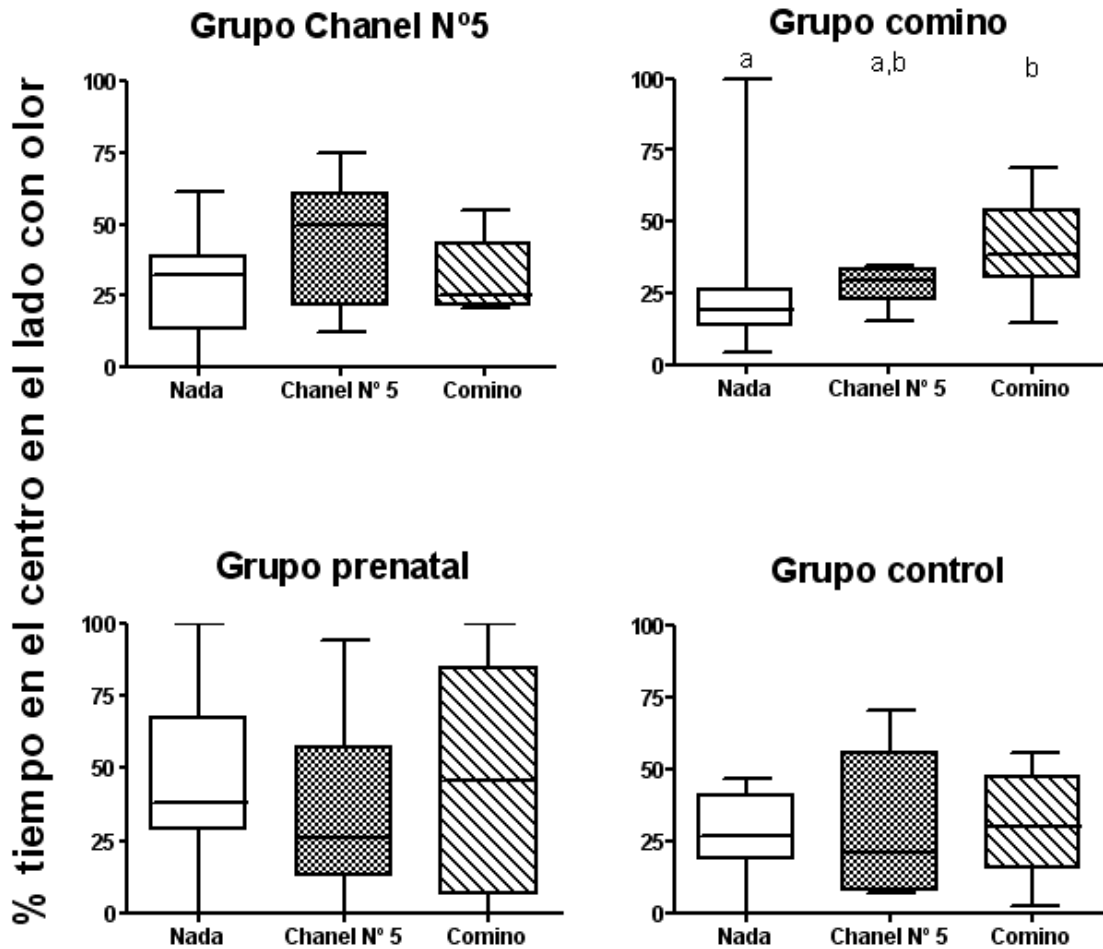 % tiempo en el centro en el lado con olor
Grupo Chanel Nº5
100
75
50
25
0
Nada
Chanel Nº 5
Comino
Grupo comino
a
a,b
b
100
75
50
25
0
Nada
Chanel Nº 5
Comino
Grupo prenatal
100
75
50
25
0
Nada
Chanel Nº 5
Comino
Grupo control
100
75
50
25
0
Nada
Chanel Nº 5
Comino